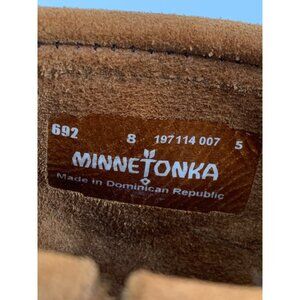 692 8 197114 007 5
MINNETONKA
Made in Dominican Republic